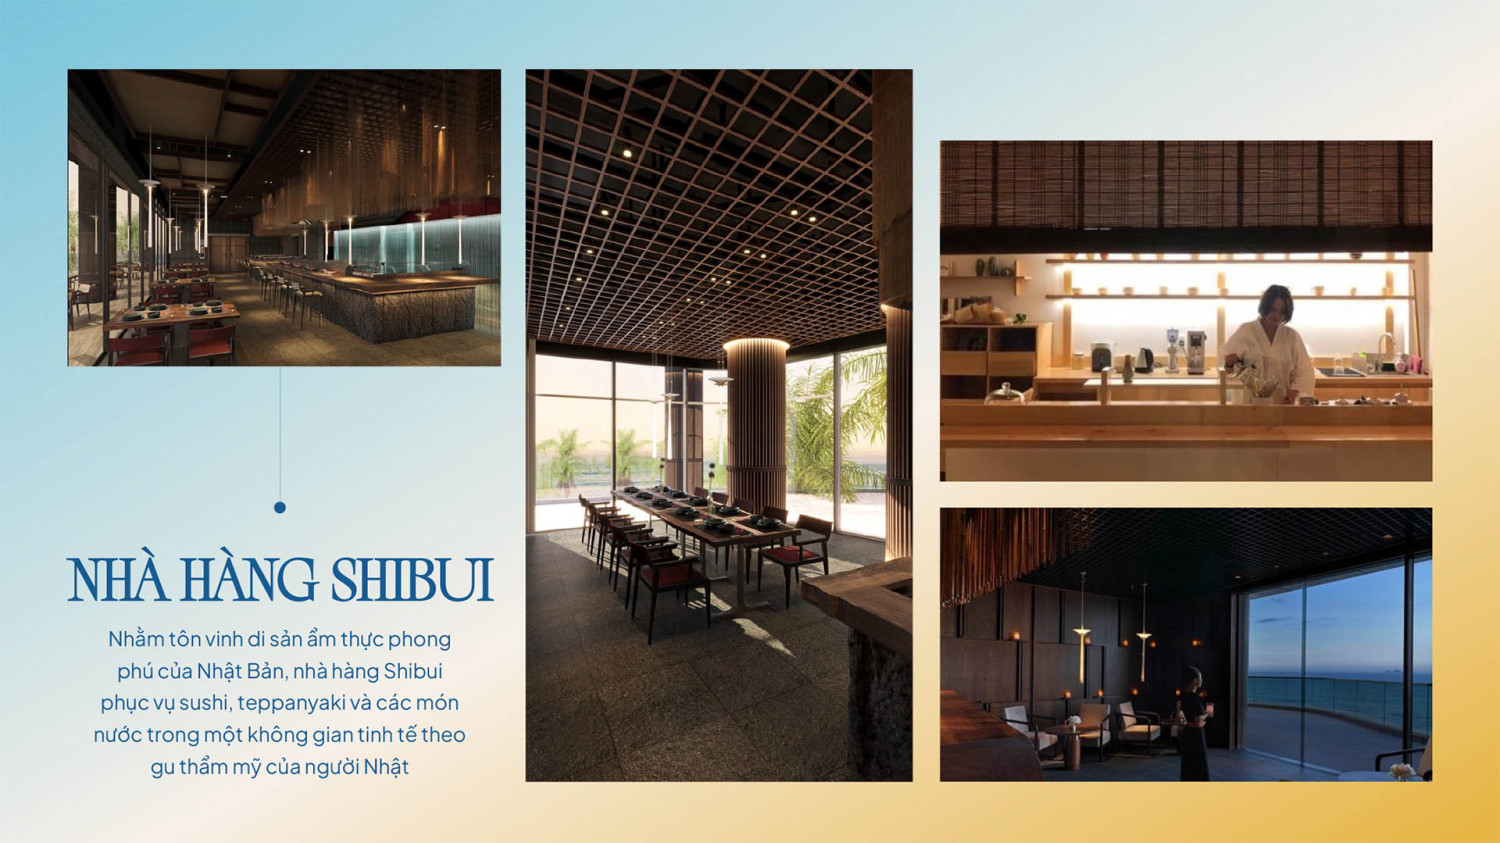 NHÀ HÀNG SHIBUI
Nhằm tôn vinh di sản ẩm thực phong
phú của Nhật Bản, nhà hàng Shibui
phục vụ sushi, teppanyaki và các món
nước trong một không gian tinh tế theo
gu thẩm mỹ của người Nhật